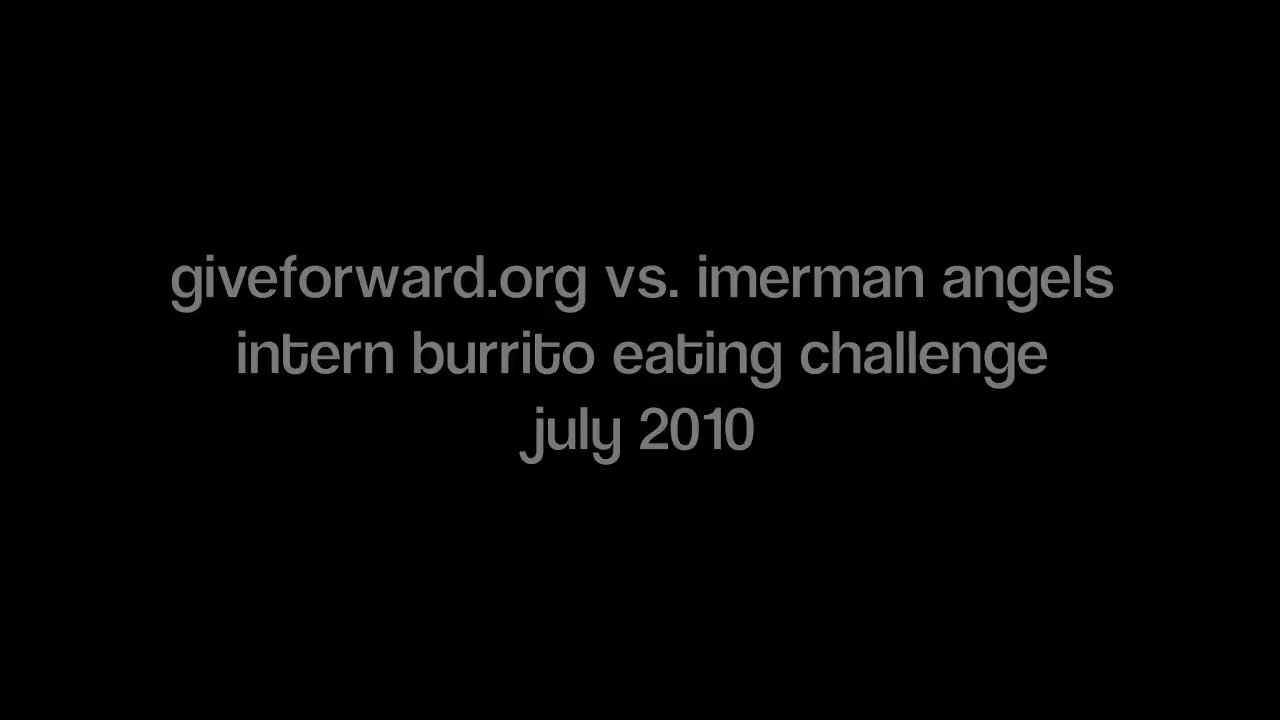 giveforward.org vs. imerman angels
intern burrito eating challenge
july 2010